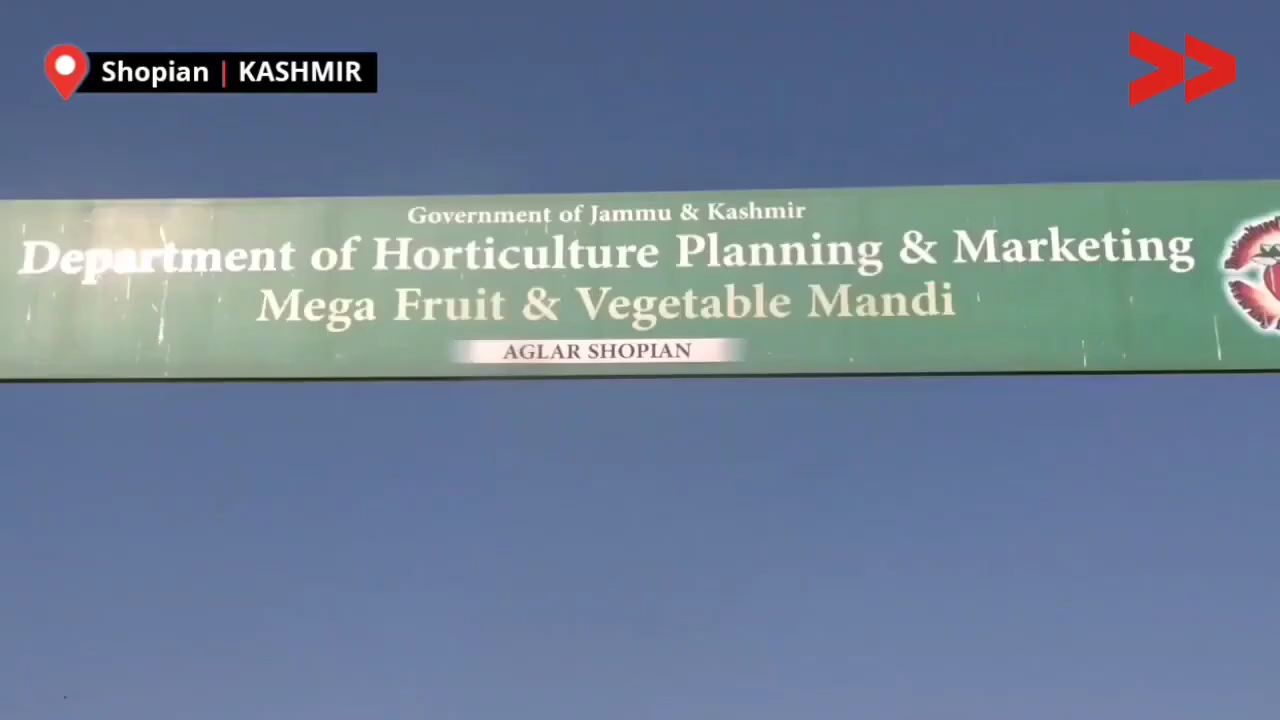 Shopian | KASHMIR
Government of Jammu & Kashmir
Department of Horticulture Planning & Marketing
Mega Fruit & Vegetable Mandi
AGLAR SHOPIAN